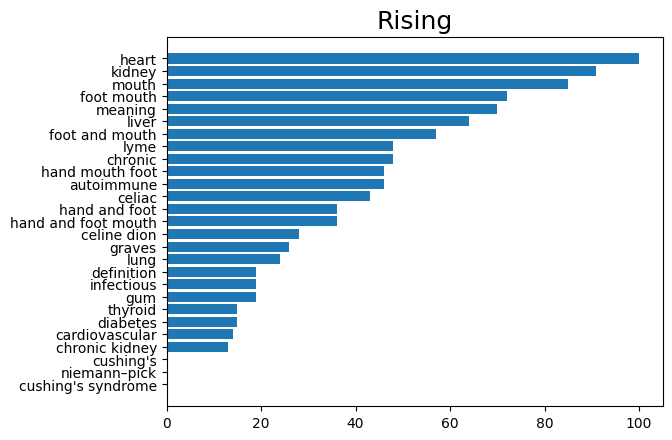 Rising
heart
kidney
mouth
foot mouth
meaning
liver
foot and mouth
lyme
chronic
hand mouth foot
autoimmune
celiac
hand and foot
hand and foot mouth
celine dion
graves
lung
definition
infectious
gum
thyroid
diabetes
cardiovascular
chronic kidney
cushing's
niemann–pick
cushing's syndrome
0 20 40 60 80 100